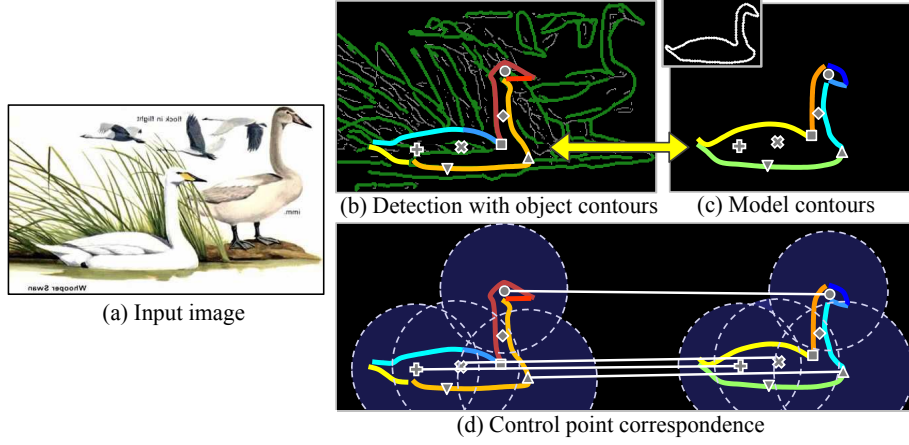 flock in flight
imm.
Whooper Swan
(a) Input image
(b) Detection with object contours
(c) Model contours
(d) Control point correspondence